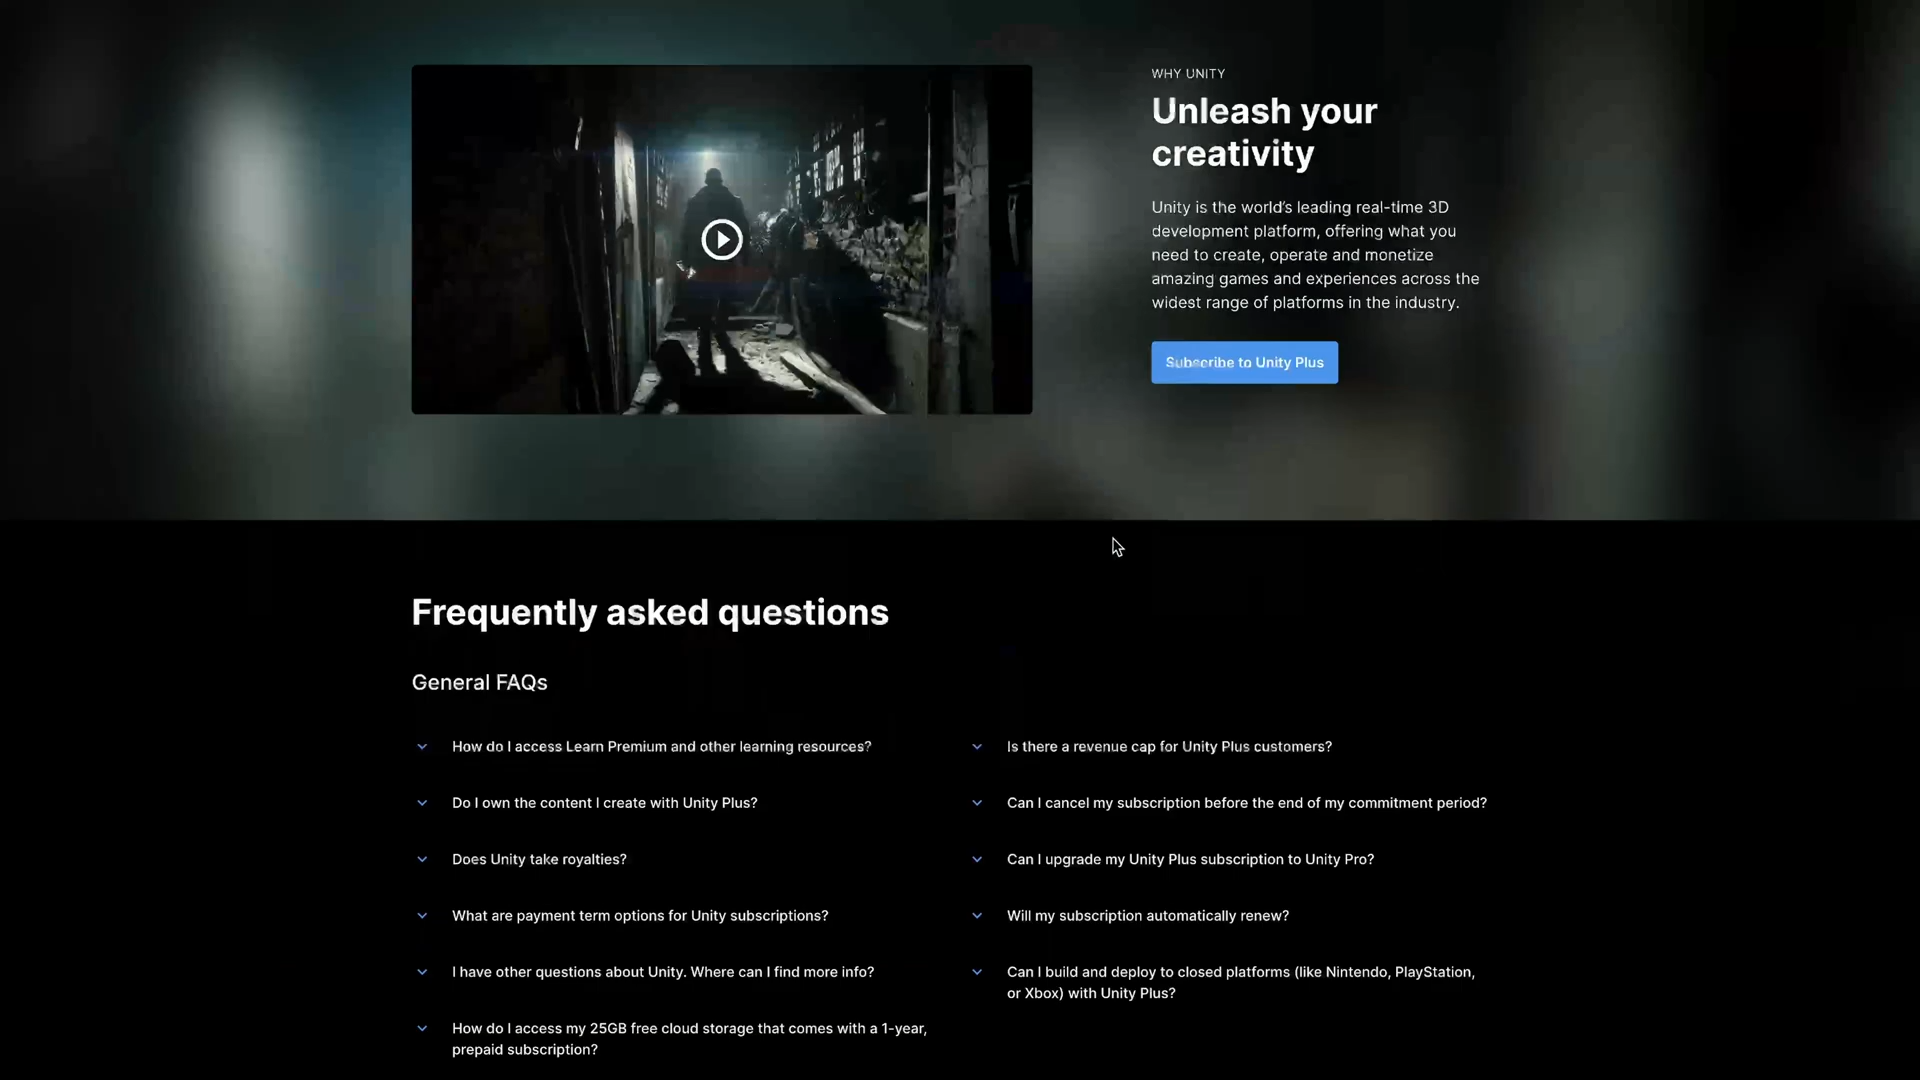 WHY UNITY
Unleash your
creativity
Unity is the world's leading real-time 3D
development platform, offering what you
need to create, operate and monetize
amazing games and experiences across the
widest range of platforms in the industry.
Subscribe to Unity Plus
Frequently asked questions
General FAQs
How do I access Learn Premium and other learning resources?
Do I own the content I create with Unity Plus?
Does Unity take royalties?
What are payment term options for Unity subscriptions?
I have other questions about Unity. Where can I find more info?
How do I access my 25GB free cloud storage that comes with a 1-year,
prepaid subscription?
Is there a revenue cap for Unity Plus customers?
Can I cancel my subscription before the end of my commitment period?
Can I upgrade my Unity Plus subscription to Unity Pro?
Will my subscription automatically renew?
Can I build and deploy to closed platforms (like Nintendo, PlayStation,
or Xbox) with Unity Plus?